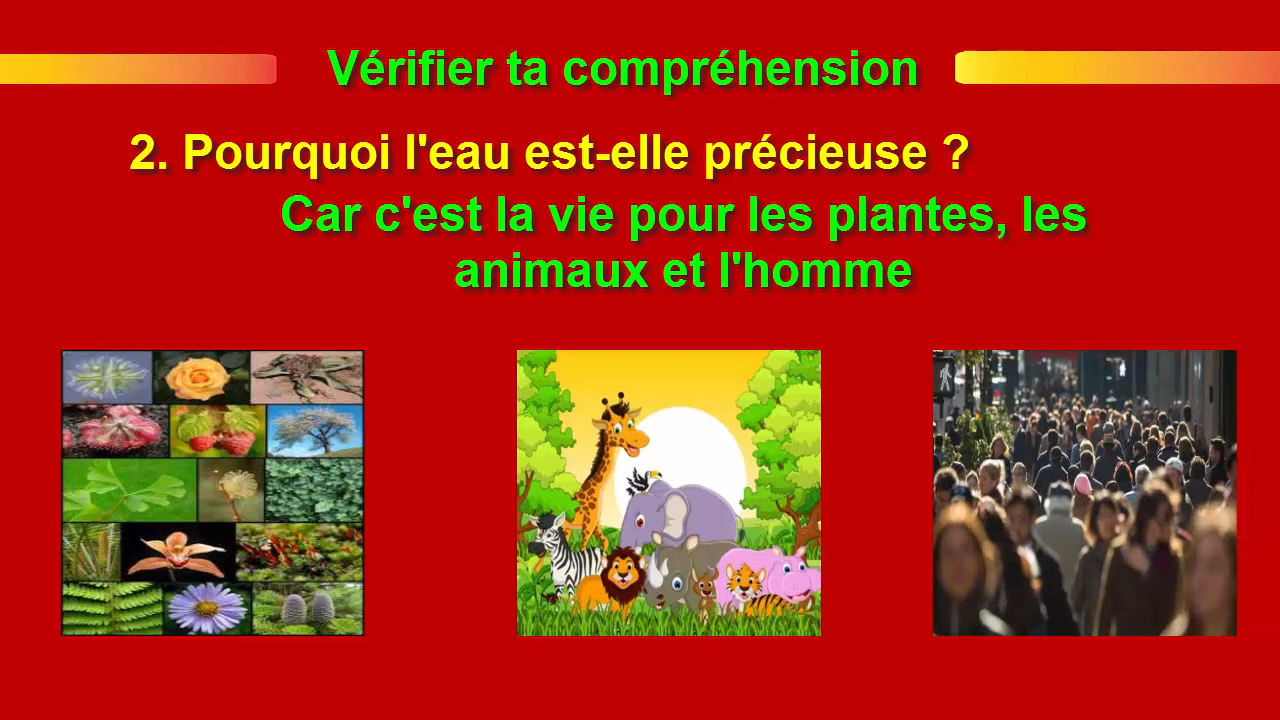 Vérifier ta compréhension
2. Pourquoi l'eau est-elle précieuse ?
Car c'est la vie pour les plantes, les
animaux et l'homme